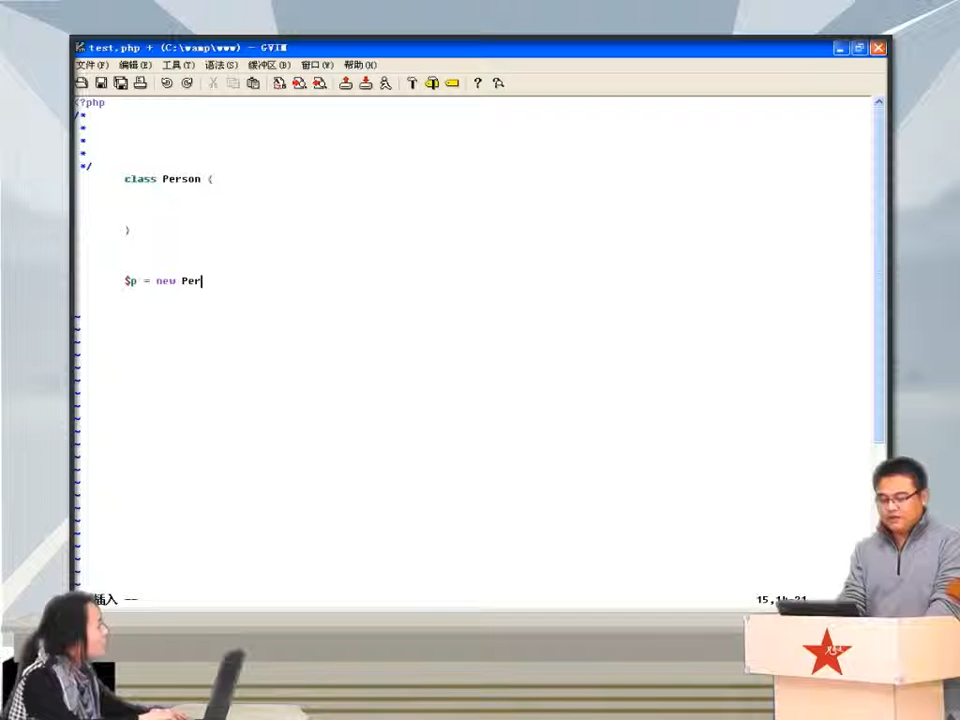 test.php + (C:\wamp\www) - GVIM
文件(F) 编辑(E) 工具(T) 语法(S) 缓冲区(B) 窗口(W) 帮助(H)
<?php
/*
*
*
*
*/
class Person {
}
$p = new Per
插入 --